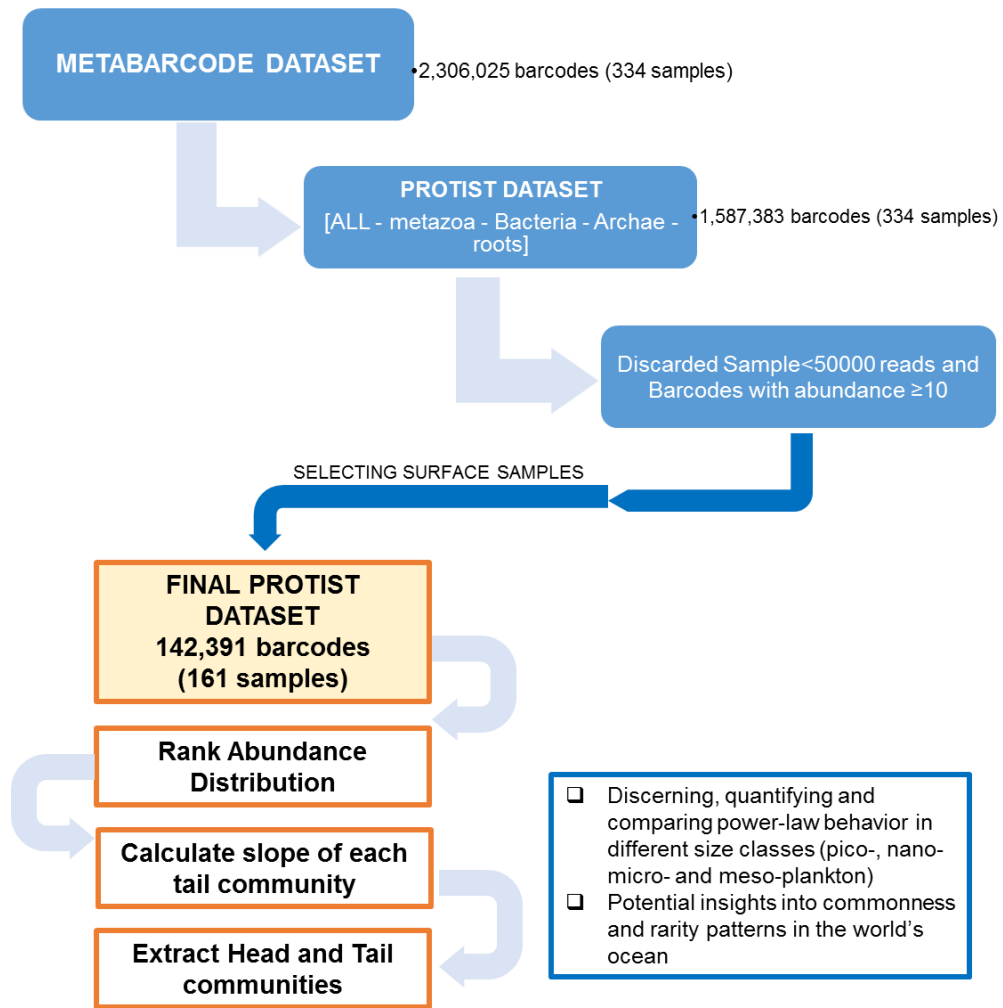 METABARCODE DATASET
•2,306,025 barcodes (334 samples)
PROTIST DATASET
[ALL - metazoa - Bacteria - Archae -
roots]
•1,587,383 barcodes (334 samples)
Discarded Sample<50000 reads and
Barcodes with abundance ≥10
SELECTING SURFACE SAMPLES
FINAL PROTIST
DATASET
142,391 barcodes
(161 samples)
Rank Abundance
Distribution
Calculate slope of each
tail community
Extract Head and Tail
communities
❑ Discerning, quantifying and
comparing power-law behavior in
different size classes (pico-, nano-
micro- and meso-plankton)
❑ Potential insights into commonness
and rarity patterns in the world’s
ocean